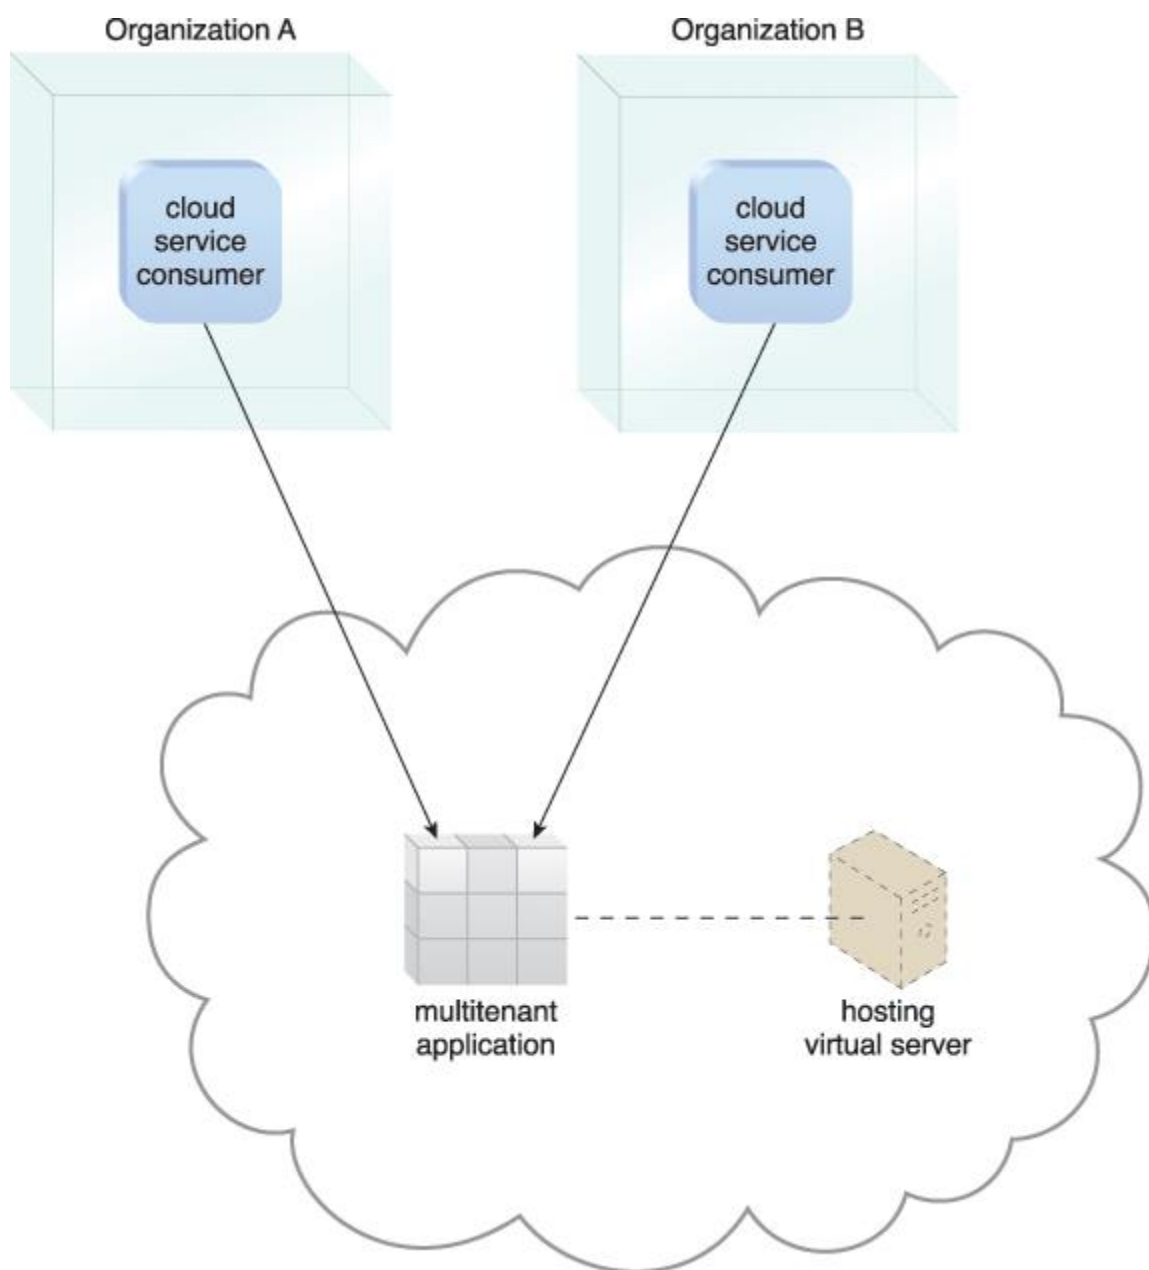 Organization A
Organization B
cloud
service
consumer
cloud
service
consumer
multitenant
application
hosting
virtual server